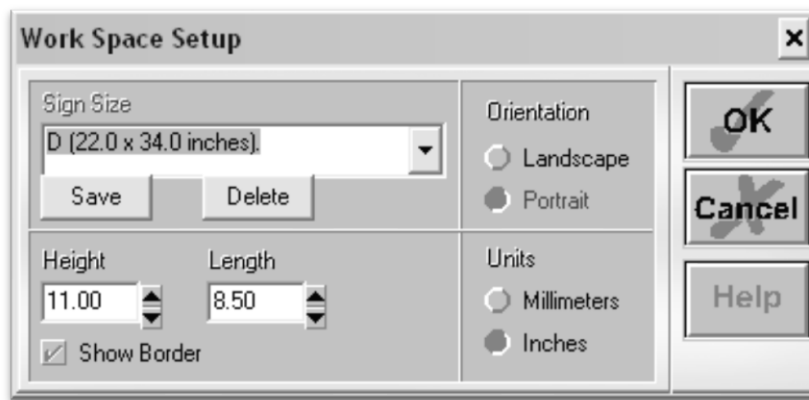 Work Space Setup
Sign Size
D (22.0 x 34.0 inches).
Save Delete
Orientation
Landscape
Portrait
Height Length
11.00 8.50
Show Border
Units
Millimeters
Inches
OK
Cancel
Help